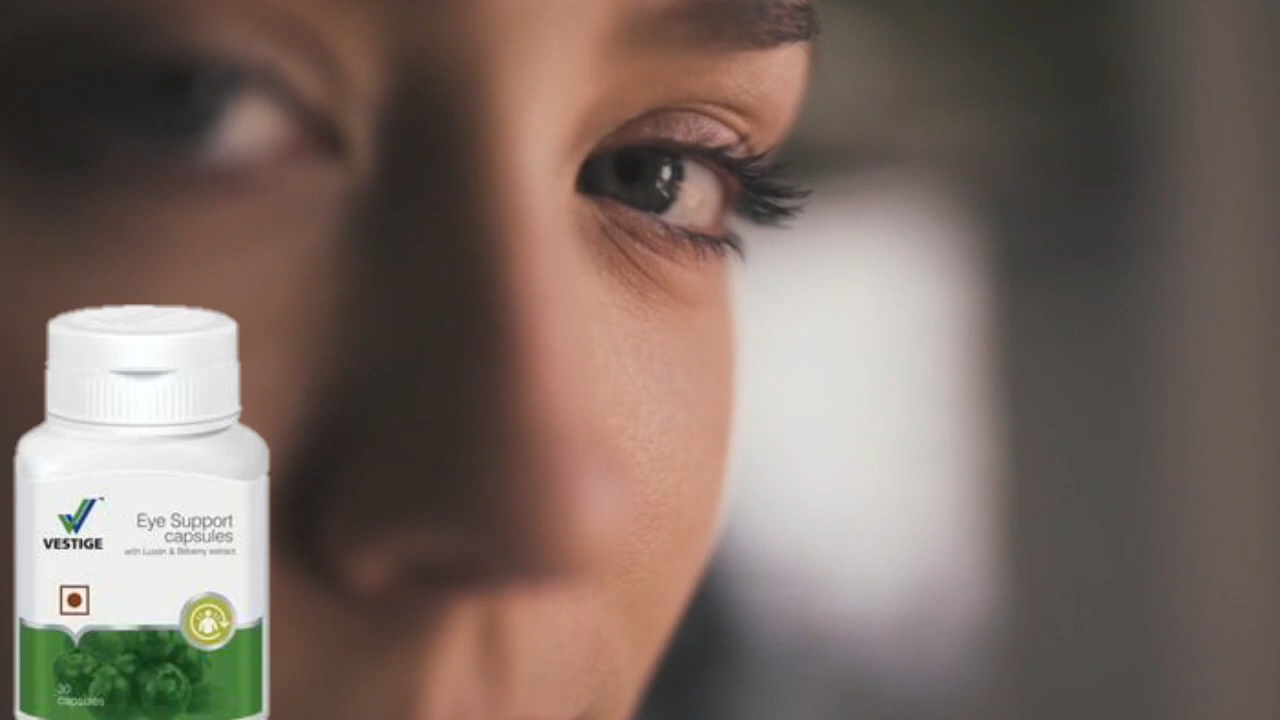 VESTIGE
Eye Support
capsules
with Lutein & Bilberry extract
30
capsules